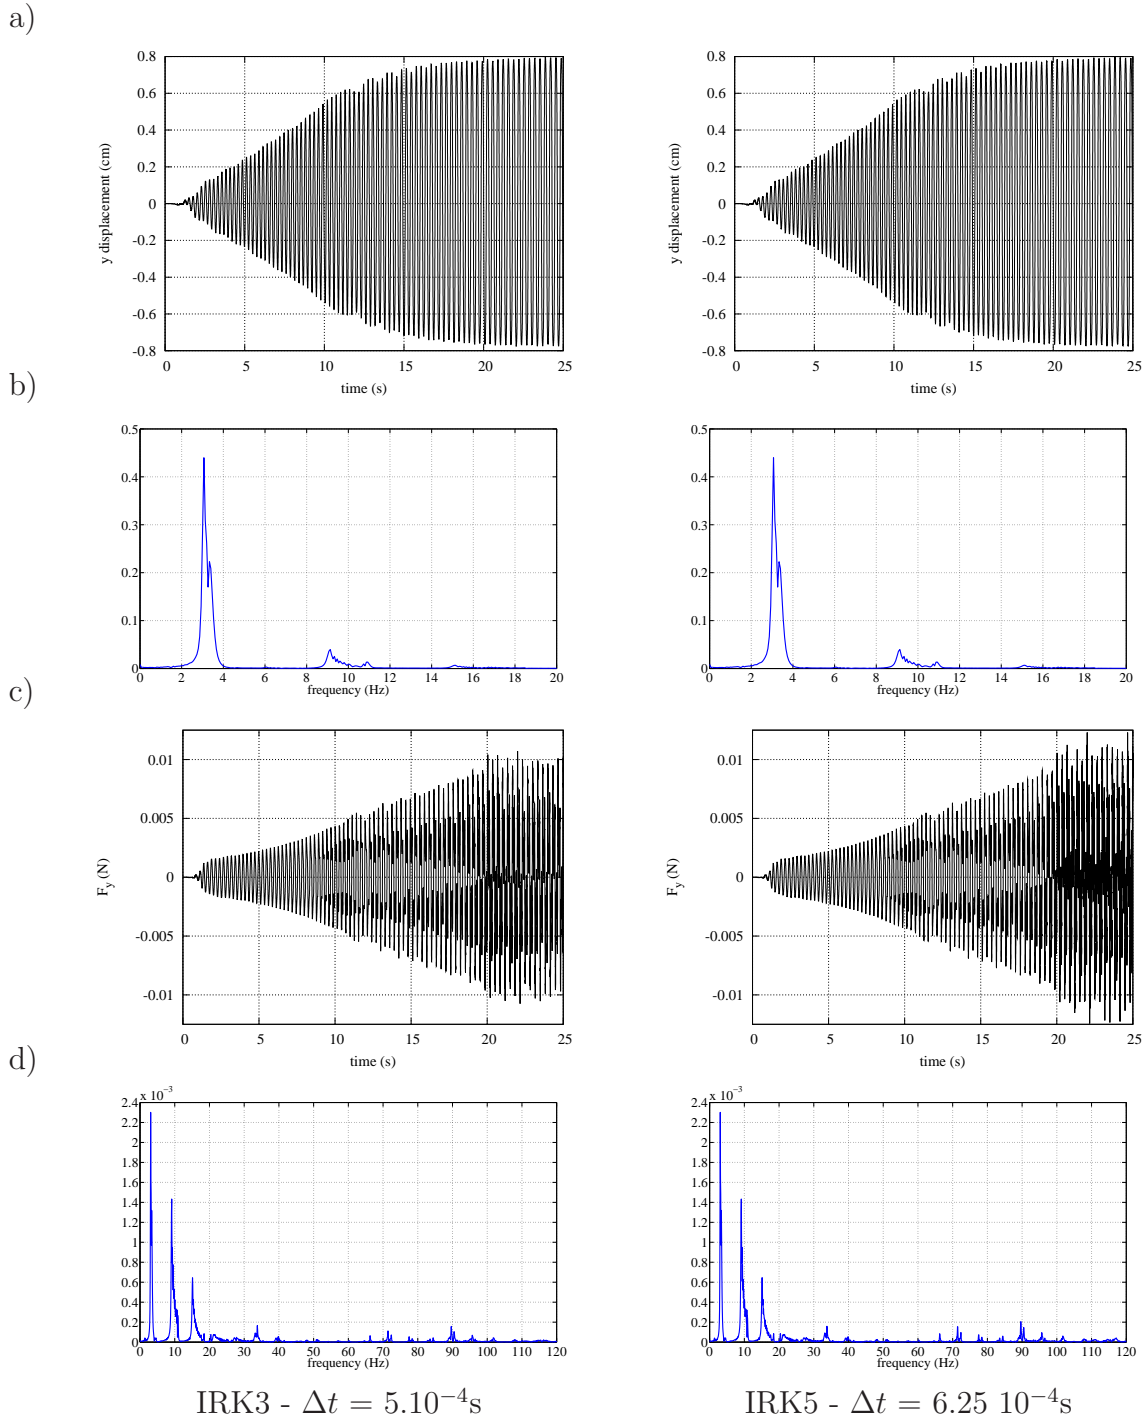 a)
0.8 0.6 0.4 0.2 0 -0.2 -0.4 -0.6 -0.8
y displacement (cm)
0 5 10 15 20 25
time (s)
0.8 0.6 0.4 0.2 0 -0.2 -0.4 -0.6 -0.8
y displacement (cm)
0 5 10 15 20 25
time (s)
b)
0.5 0.4 0.3 0.2 0.1 0
0 2 4 6 8 10 12 14 16 18 20
frequency (Hz)
0.5 0.4 0.3 0.2 0.1 0
0 2 4 6 8 10 12 14 16 18 20
frequency (Hz)
c)
0.01 0.005 0 -0.005 -0.01
F_y (N)
0 5 10 15 20 25
time (s)
0.01 0.005 0 -0.005 -0.01
F_y (N)
0 5 10 15 20 25
time (s)
d)
x 10⁻³
2.4 2.2 2 1.8 1.6 1.4 1.2 1 0.8 0.6 0.4 0.2 0
0 10 20 30 40 50 60 70 80 90 100 110 120
frequency (Hz)
x 10⁻³
2.4 2.2 2 1.8 1.6 1.4 1.2 1 0.8 0.6 0.4 0.2 0
0 10 20 30 40 50 60 70 80 90 100 110 120
frequency (Hz)
IRK3 - Δt = 5.10⁻⁴s
IRK5 - Δt = 6.25 10⁻⁴s